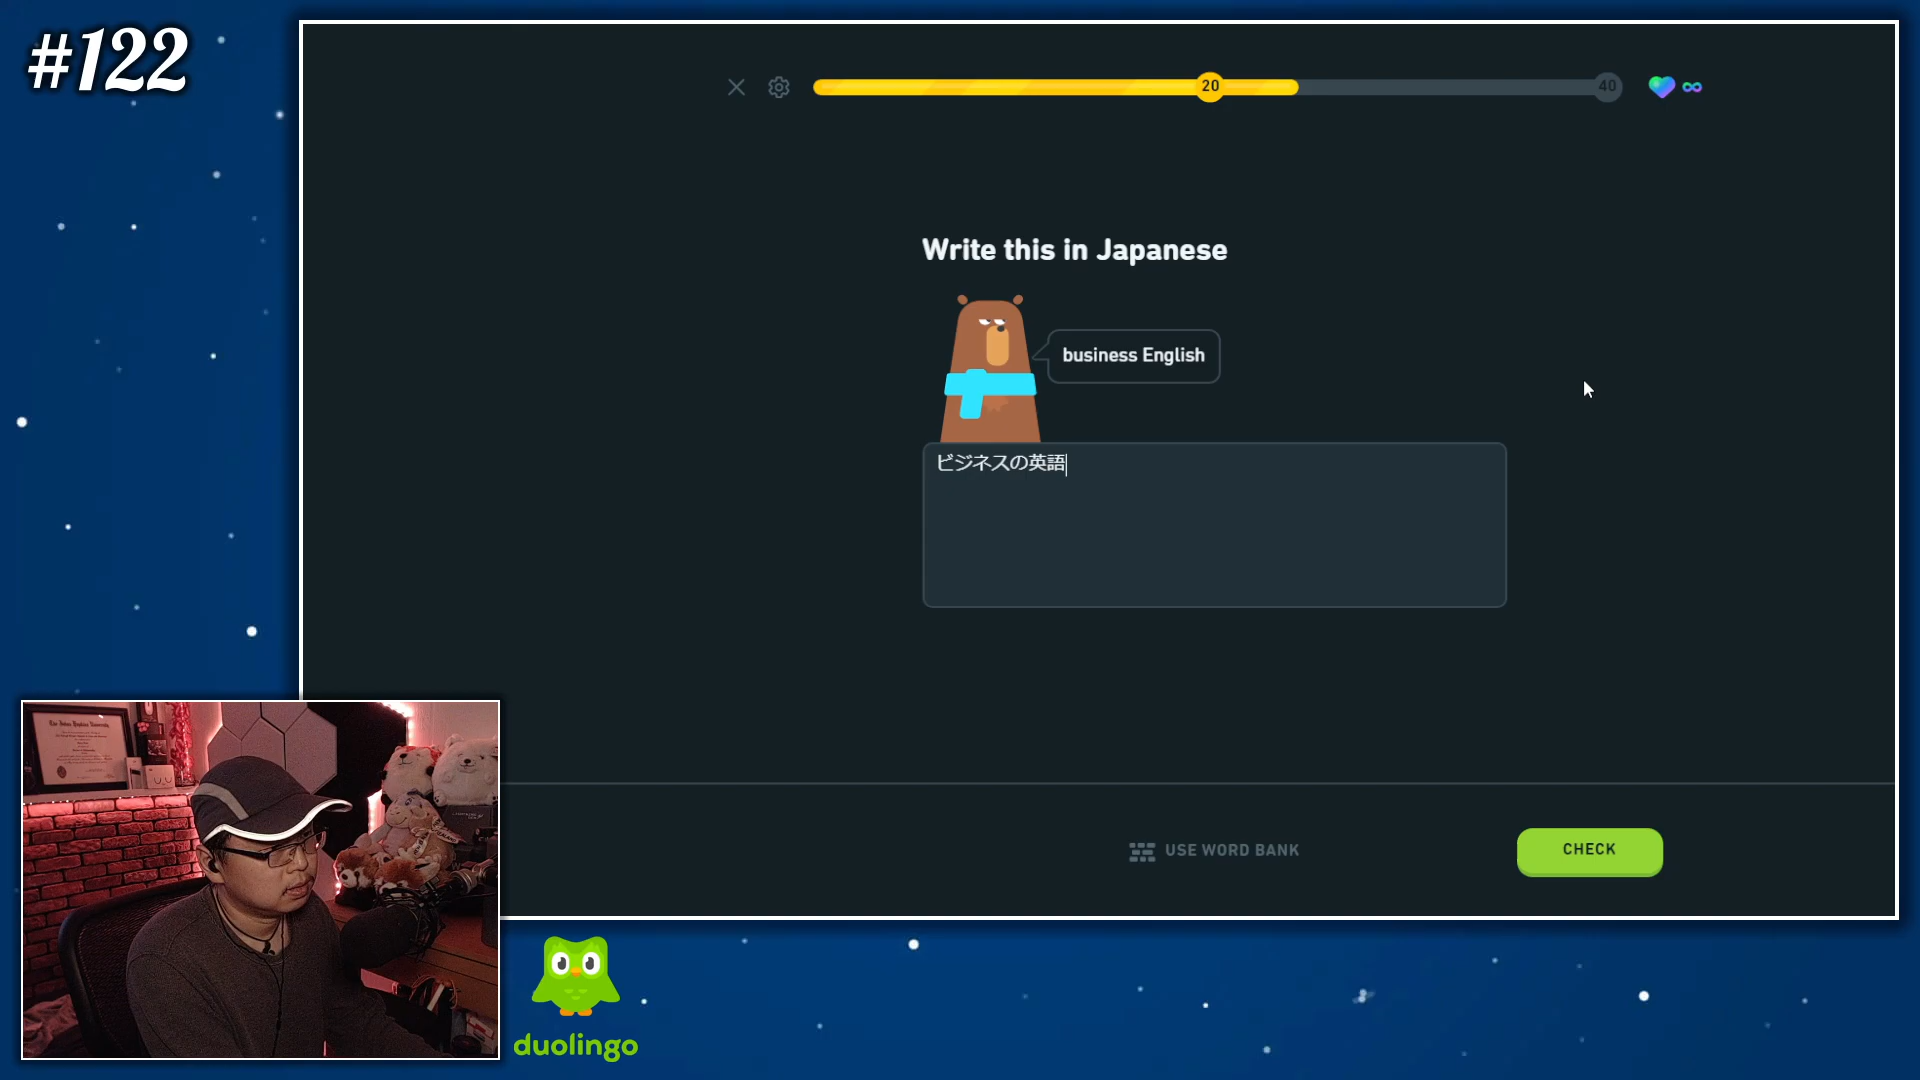 #122
20
40
Write this in Japanese
business English
ビジネスの英語
USE WORD BANK
CHECK
duolingo